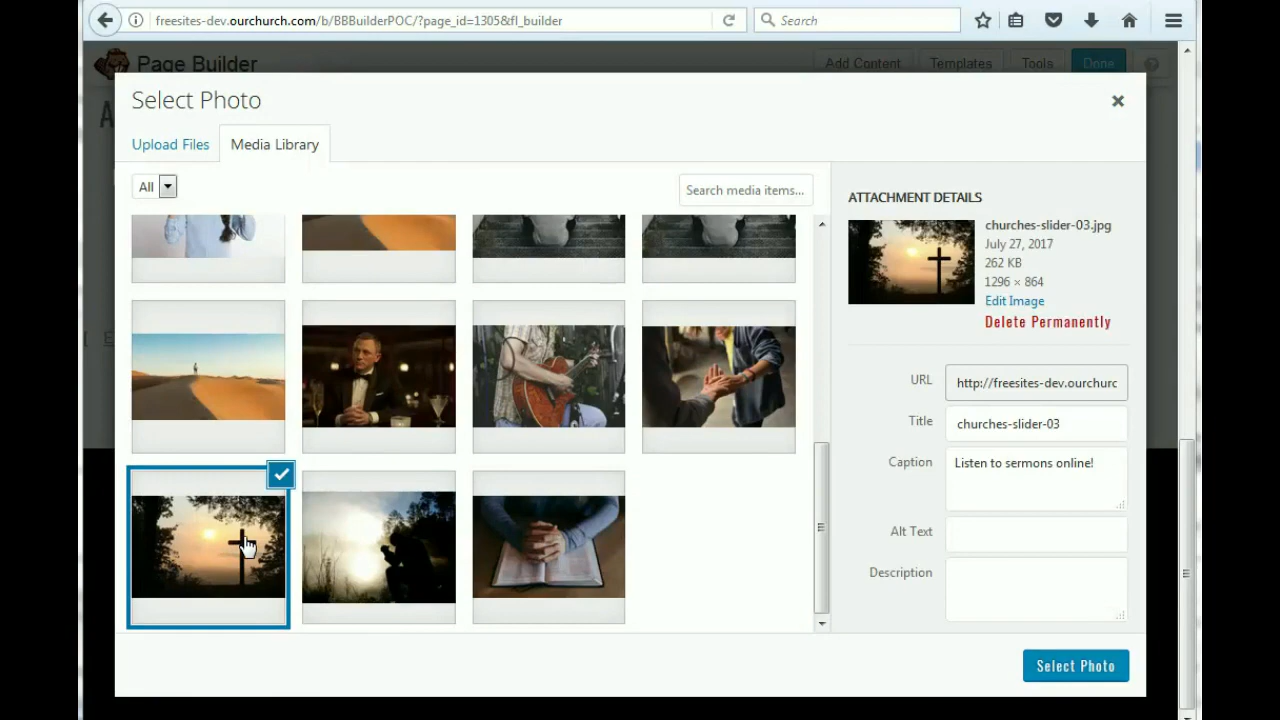 freesites-dev.ourchurch.com/b/BBBuilderPOC/?page_id=1305&fl_builder
Search
Page Builder
Add Content
Templates
Tools
Done
Select Photo
Upload Files
Media Library
All
Search media items...
ATTACHMENT DETAILS
churches-slider-03.jpg
July 27, 2017
262 KB
1296 × 864
Edit Image
Delete Permanently
URL
http://freesites-dev.ourchurc
Title
churches-slider-03
Caption
Listen to sermons online!
Alt Text
Description
Select Photo